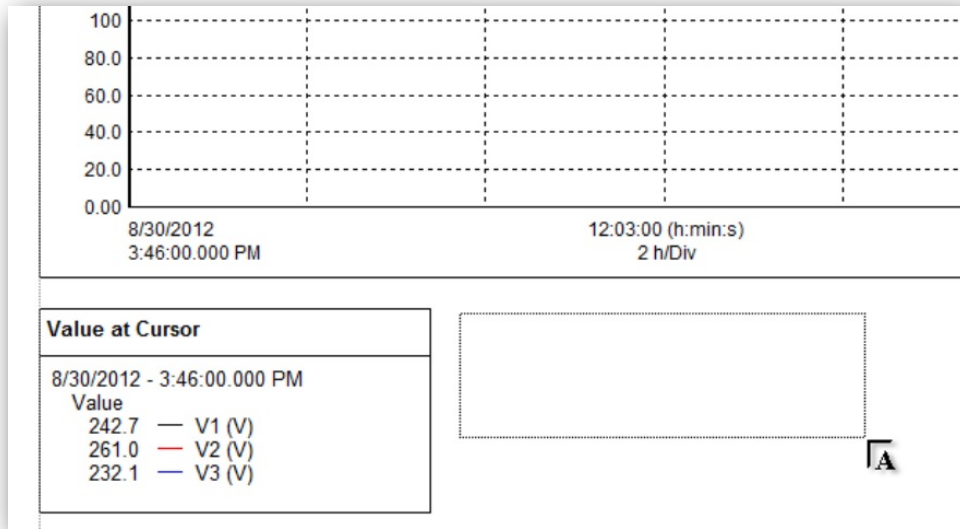 100
80.0
60.0
40.0
20.0
0.00
8/30/2012
3:46:00.000 PM
12:03:00 (h:min:s)
2 h/Div
Value at Cursor
8/30/2012 - 3:46:00.000 PM
Value
242.7 — V1 (V)
261.0 — V2 (V)
232.1 — V3 (V)
A